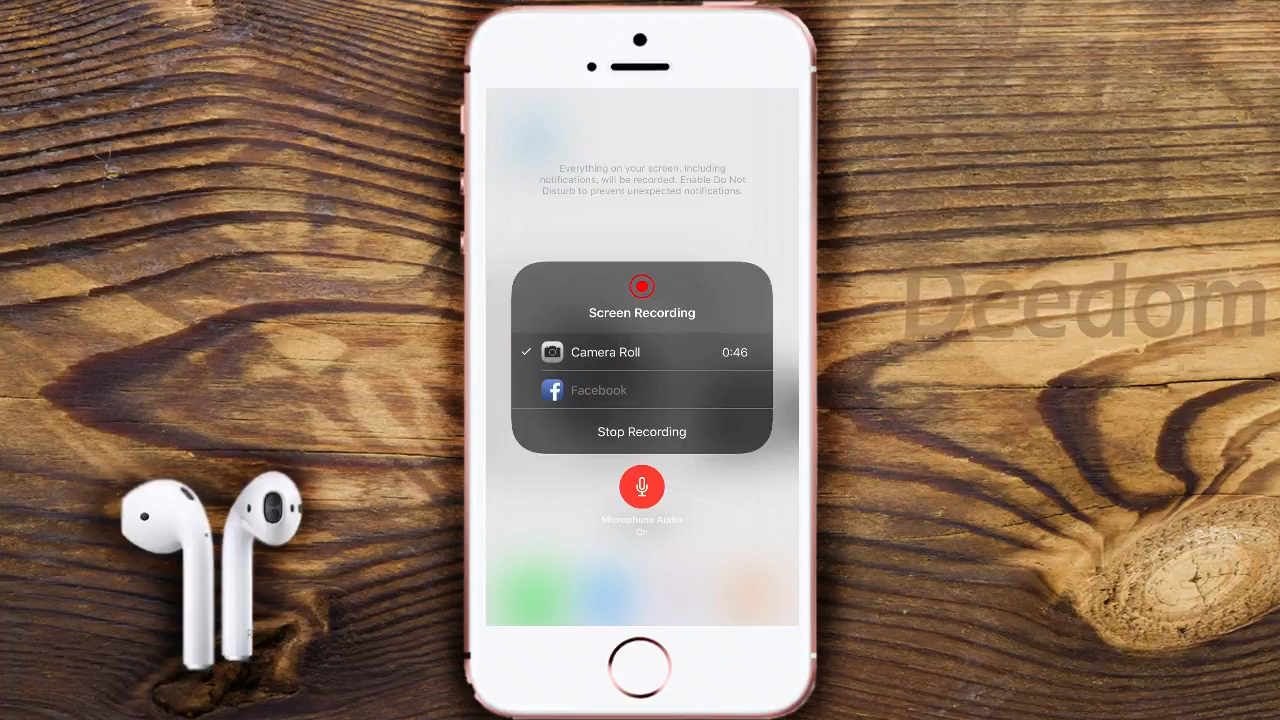 Everything on your screen, including
notifications, will be recorded. Enable Do Not
Disturb to prevent unexpected notifications.
Screen Recording
Camera Roll 0:46
Facebook
Stop Recording
Microphone Audio
On
Deedom